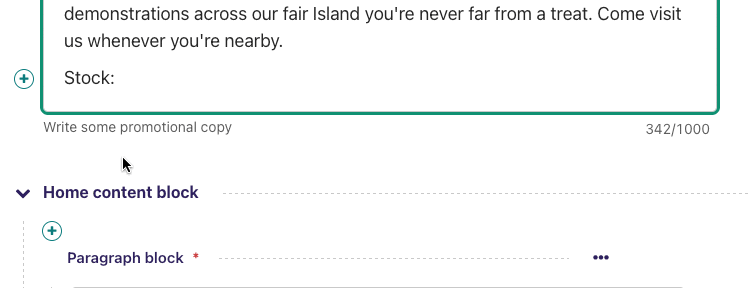 demonstrations across our fair Island you're never far from a treat. Come visit
us whenever you're nearby.
Stock:
Write some promotional copy
342/1000
Home content block
Paragraph block *